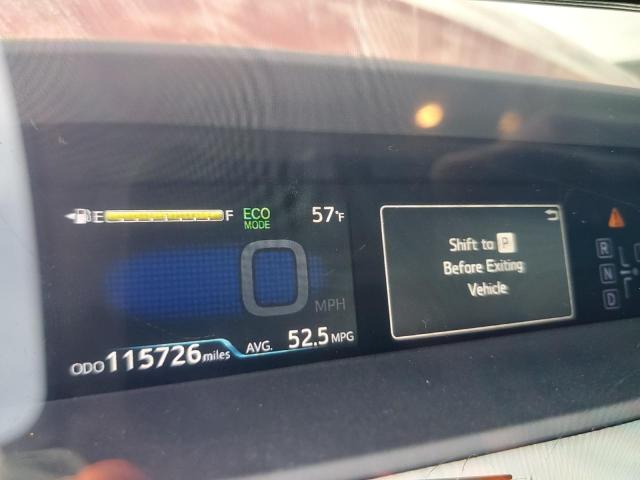 E F ECO MODE 57°F
0 MPH
ODO 115726 miles AVG. 52.5 MPG
Shift to P
Before Exiting
Vehicle
R
N
D